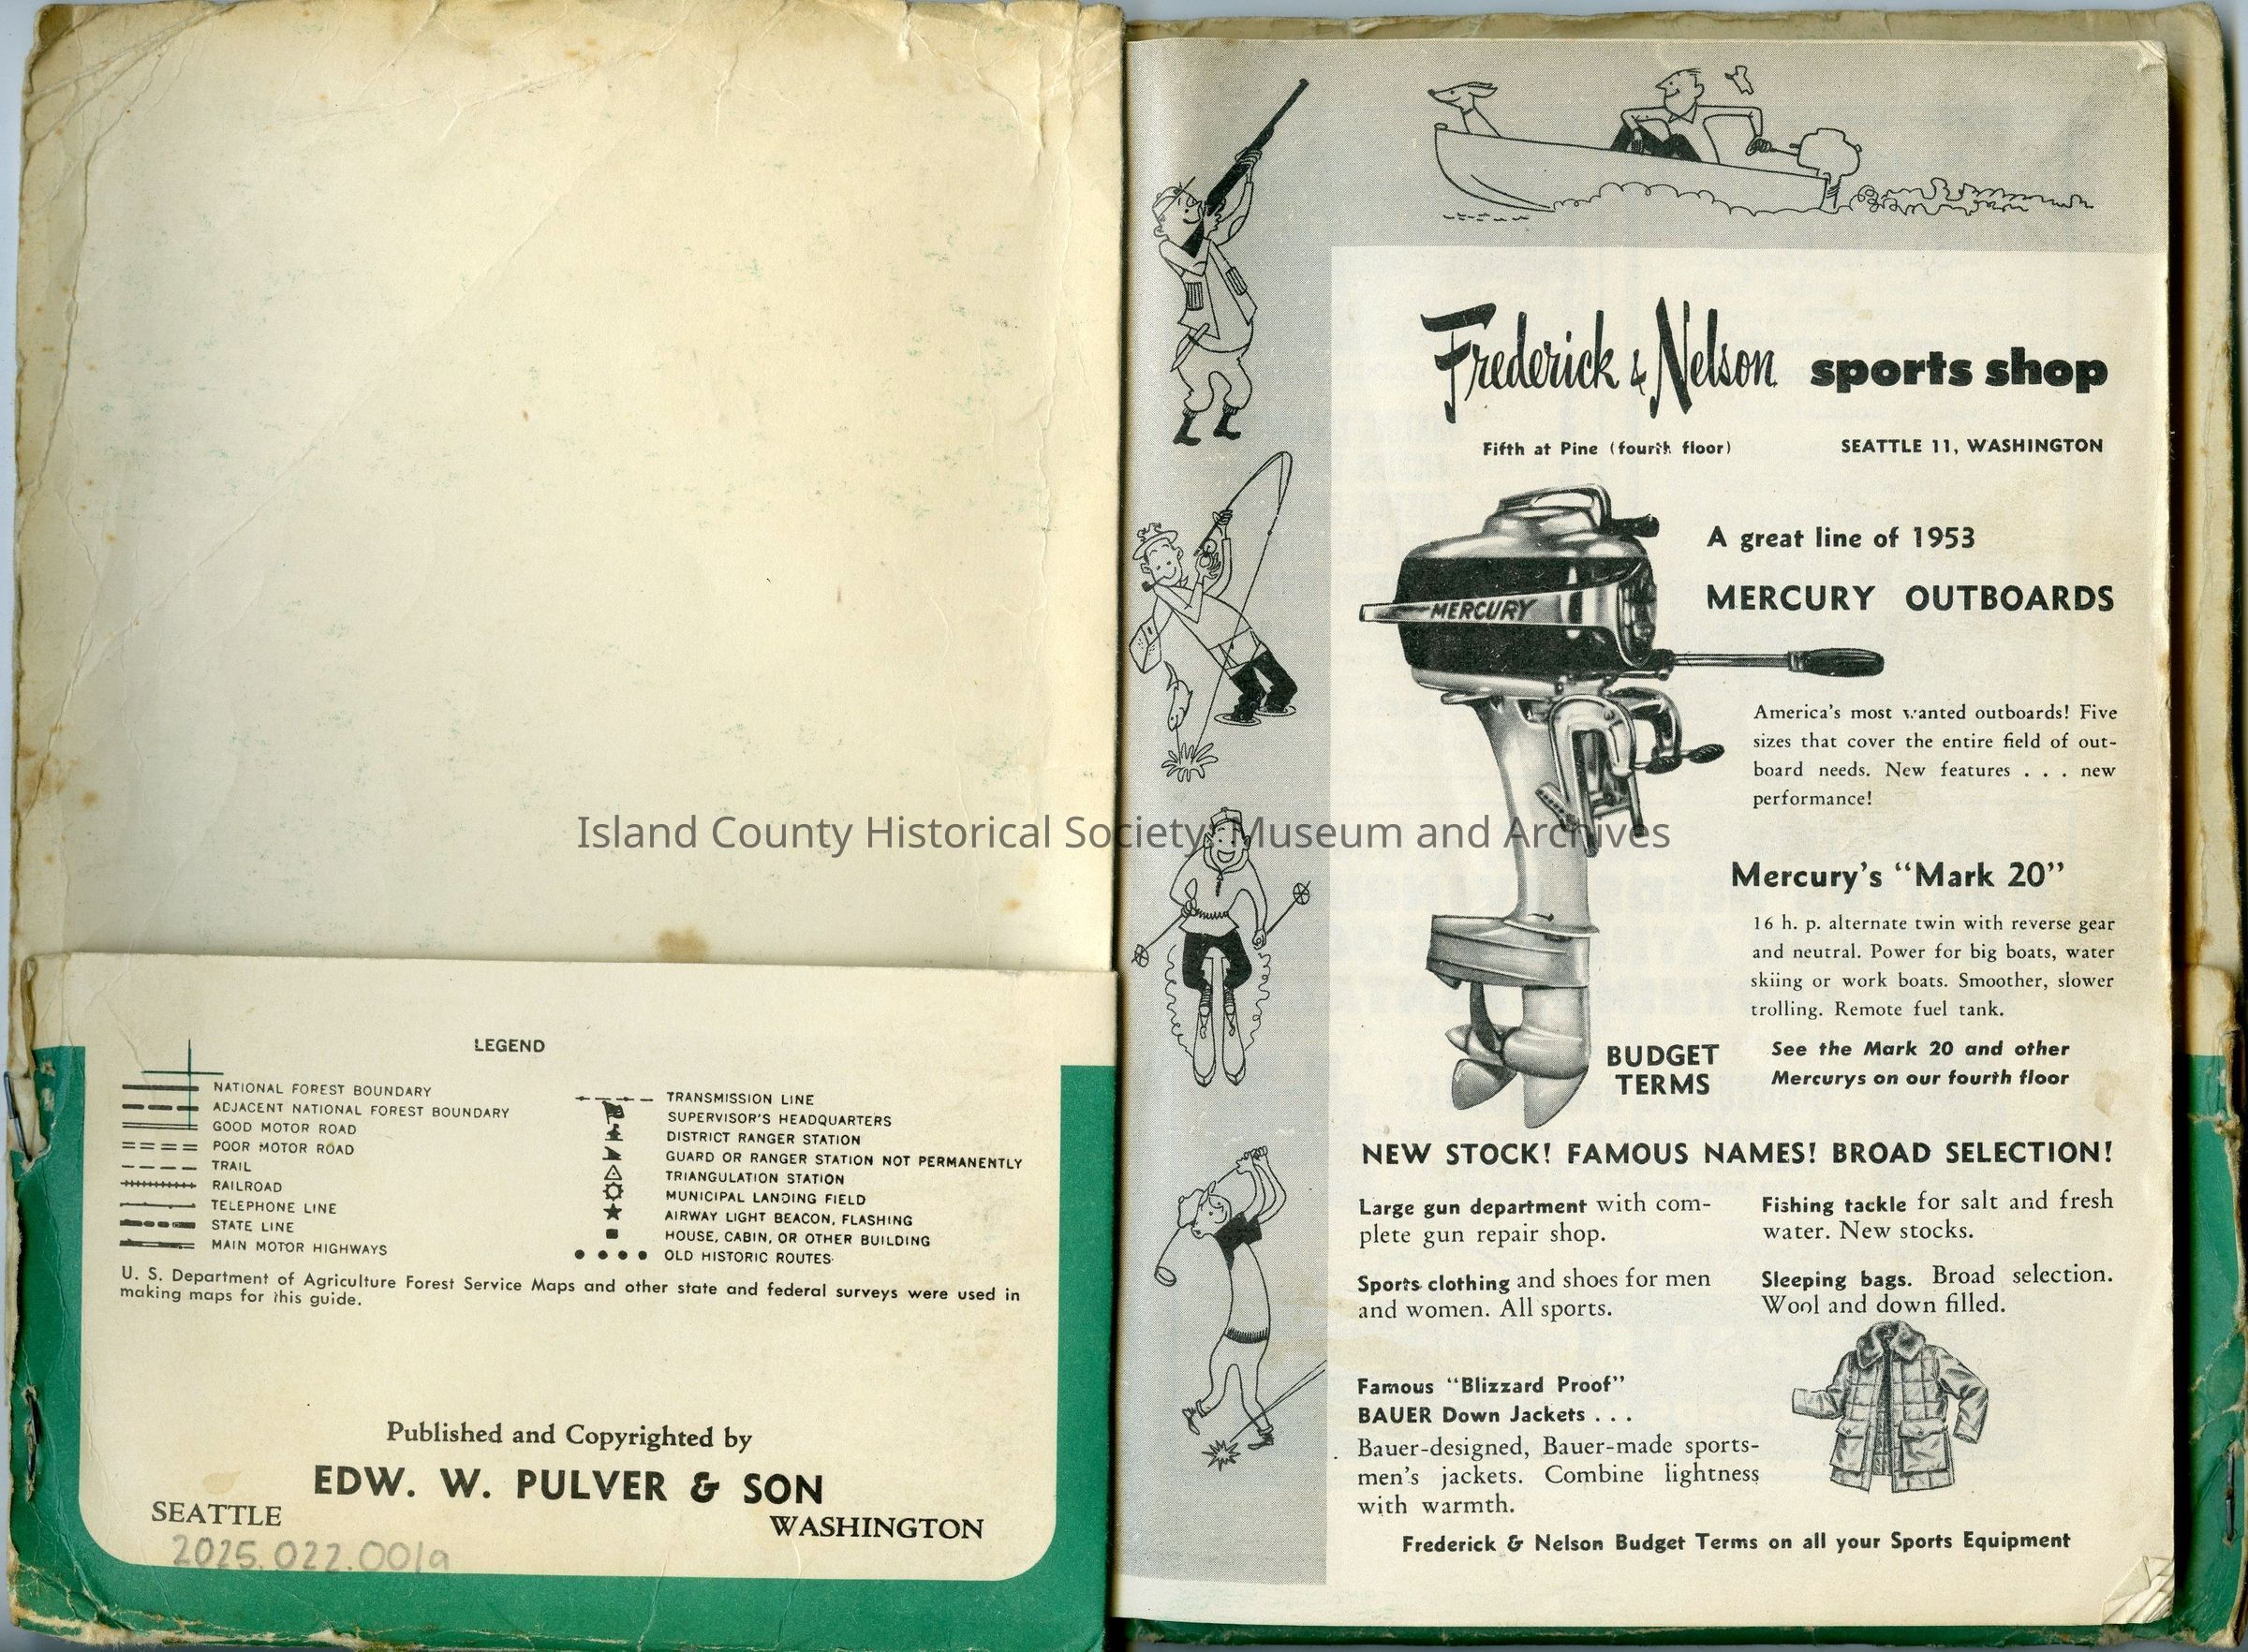 LEGEND
NATIONAL FOREST BOUNDARY
ADJACENT NATIONAL FOREST BOUNDARY
GOOD MOTOR ROAD
POOR MOTOR ROAD
TRAIL
RAILROAD
TELEPHONE LINE
STATE LINE
MAIN MOTOR HIGHWAYS
TRANSMISSION LINE
SUPERVISOR'S HEADQUARTERS
DISTRICT RANGER STATION
GUARD OR RANGER STATION NOT PERMANENTLY
TRIANGULATION STATION
MUNICIPAL LANDING FIELD
AIRWAY LIGHT BEACON, FLASHING
HOUSE, CABIN, OR OTHER BUILDING
OLD HISTORIC ROUTES
U. S. Department of Agriculture Forest Service Maps and other state and federal surveys were used in
making maps for this guide.
Published and Copyrighted by
EDW. W. PULVER & SON
SEATTLE
WASHINGTON
2025.022.001a
Island County Historical Society Museum and Archives
Frederick & Nelson sports shop
Fifth at Pine (fourth floor) SEATTLE 11, WASHINGTON
A great line of 1953
MERCURY OUTBOARDS
MERCURY
America's most wanted outboards! Five
sizes that cover the entire field of out-
board needs. New features . . . new
performance!
Mercury's "Mark 20"
16 h. p. alternate twin with reverse gear
and neutral. Power for big boats, water
skiing or work boats. Smoother, slower
trolling. Remote fuel tank.
BUDGET
TERMS
See the Mark 20 and other
Mercurys on our fourth floor
NEW STOCK! FAMOUS NAMES! BROAD SELECTION!
Large gun department with com-
plete gun repair shop.
Sports clothing and shoes for men
and women. All sports.
Fishing tackle for salt and fresh
water. New stocks.
Sleeping bags. Broad selection.
Wool and down filled.
Famous "Blizzard Proof"
BAUER Down Jackets . . .
Bauer-designed, Bauer-made sports-
men's jackets. Combine lightness
with warmth.
Frederick & Nelson Budget Terms on all your Sports Equipment